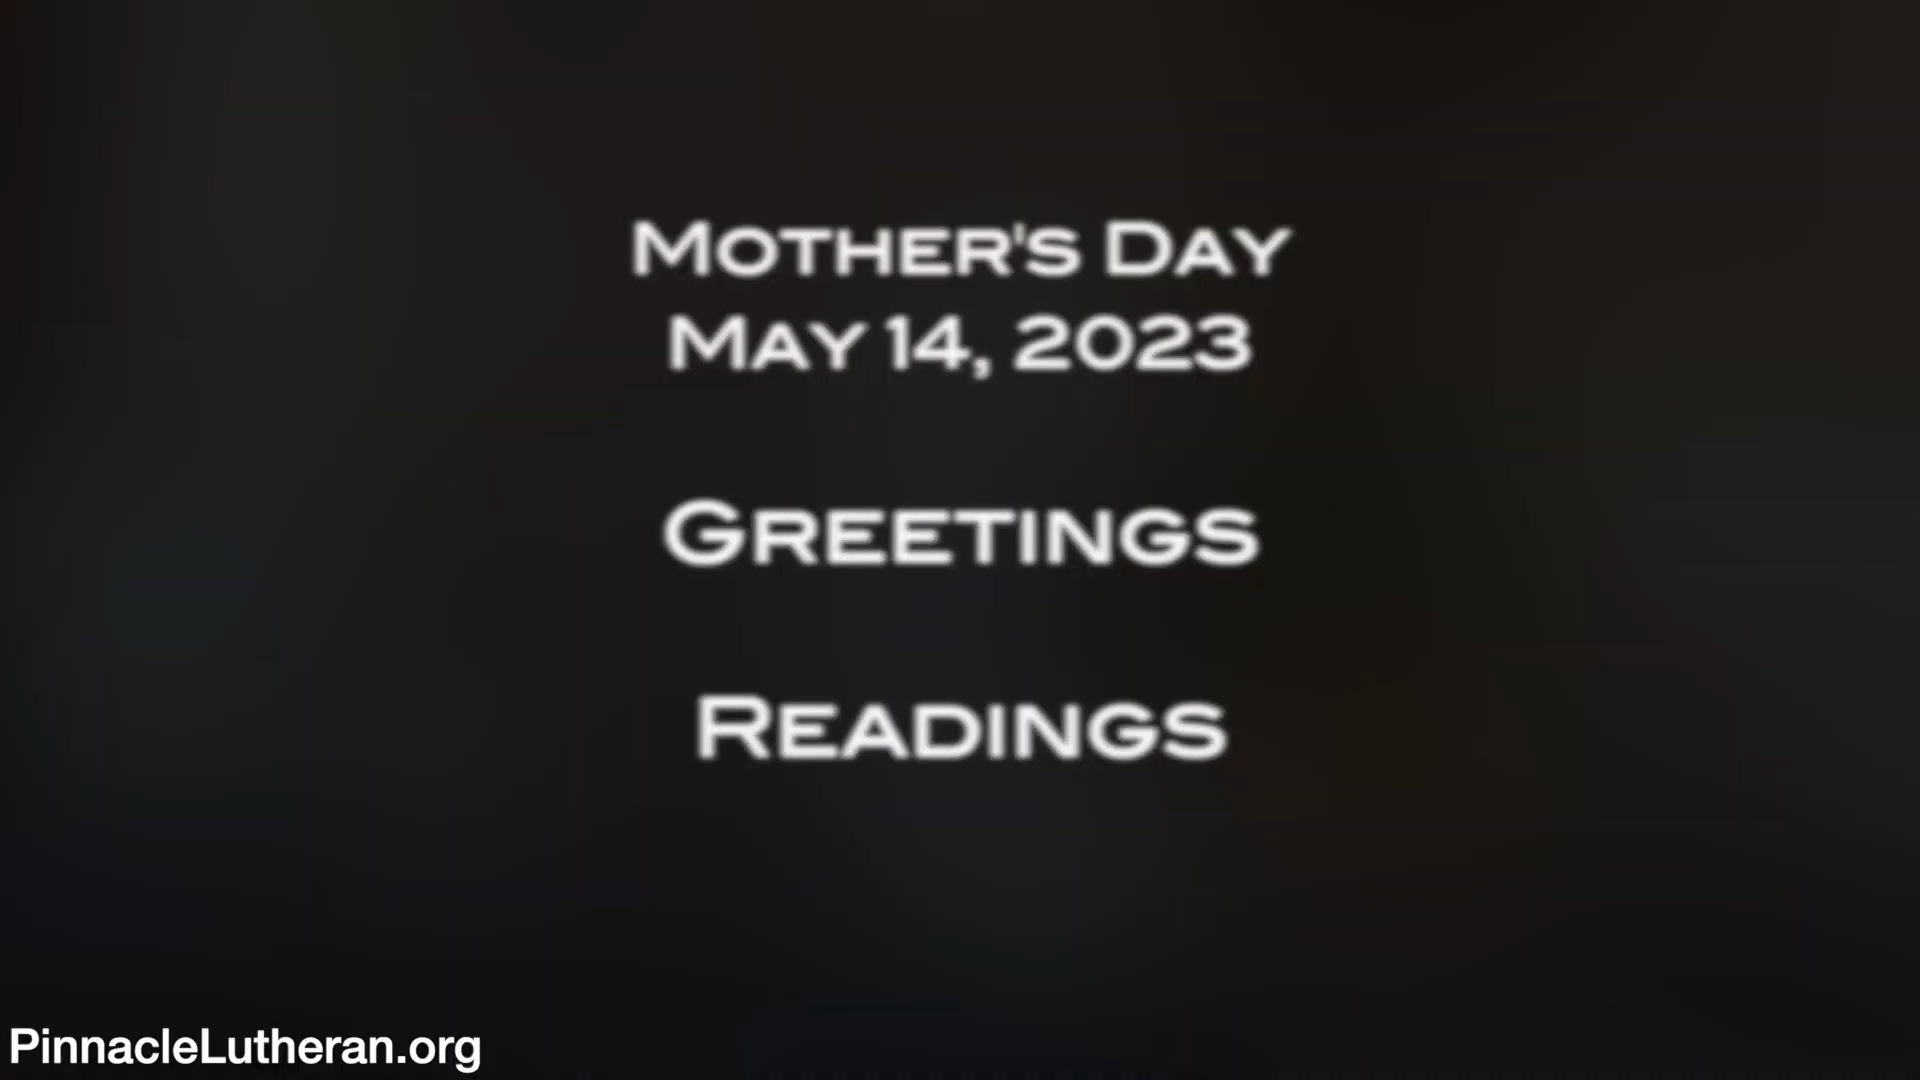 Mother's Day
May 14, 2023
Greetings
Readings
PinnacleLutheran.org